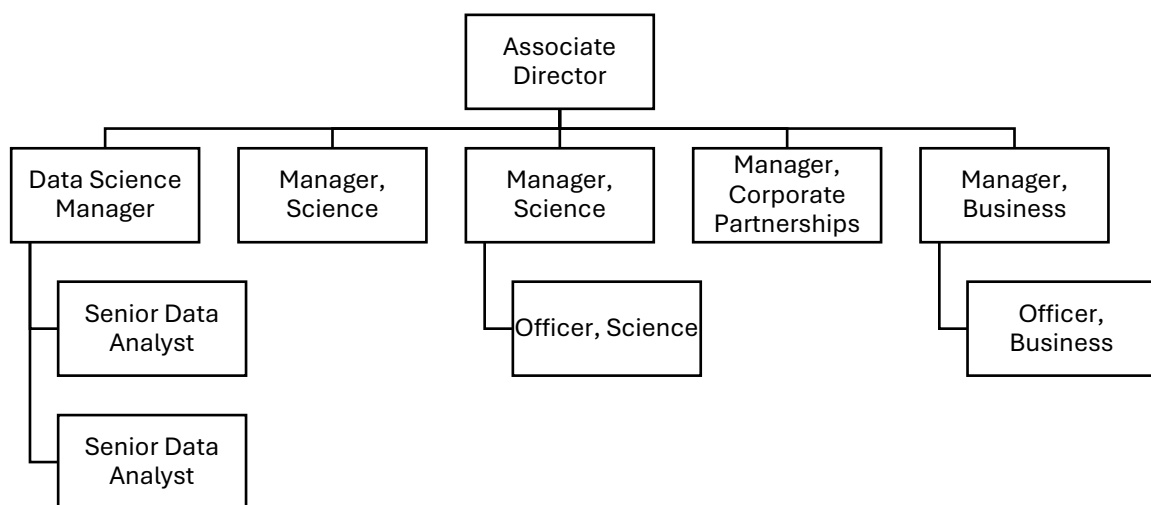 Associate
Director
Data Science
Manager
Manager,
Science
Manager,
Science
Manager,
Corporate
Partnerships
Manager,
Business
Senior Data
Analyst
Officer, Science
Officer,
Business
Senior Data
Analyst